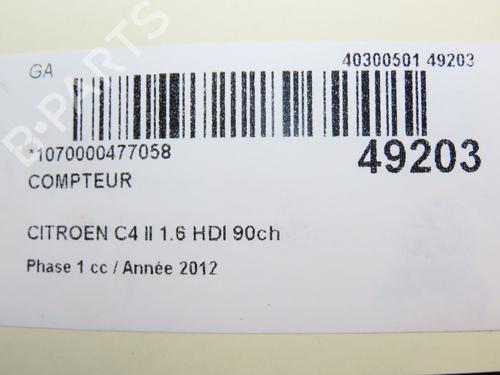 GA
40300501 49203
*1070000477058
49203
COMPTEUR
CITROEN C4 II 1.6 HDI 90ch
Phase 1 cc / Année 2012
B-PARTS